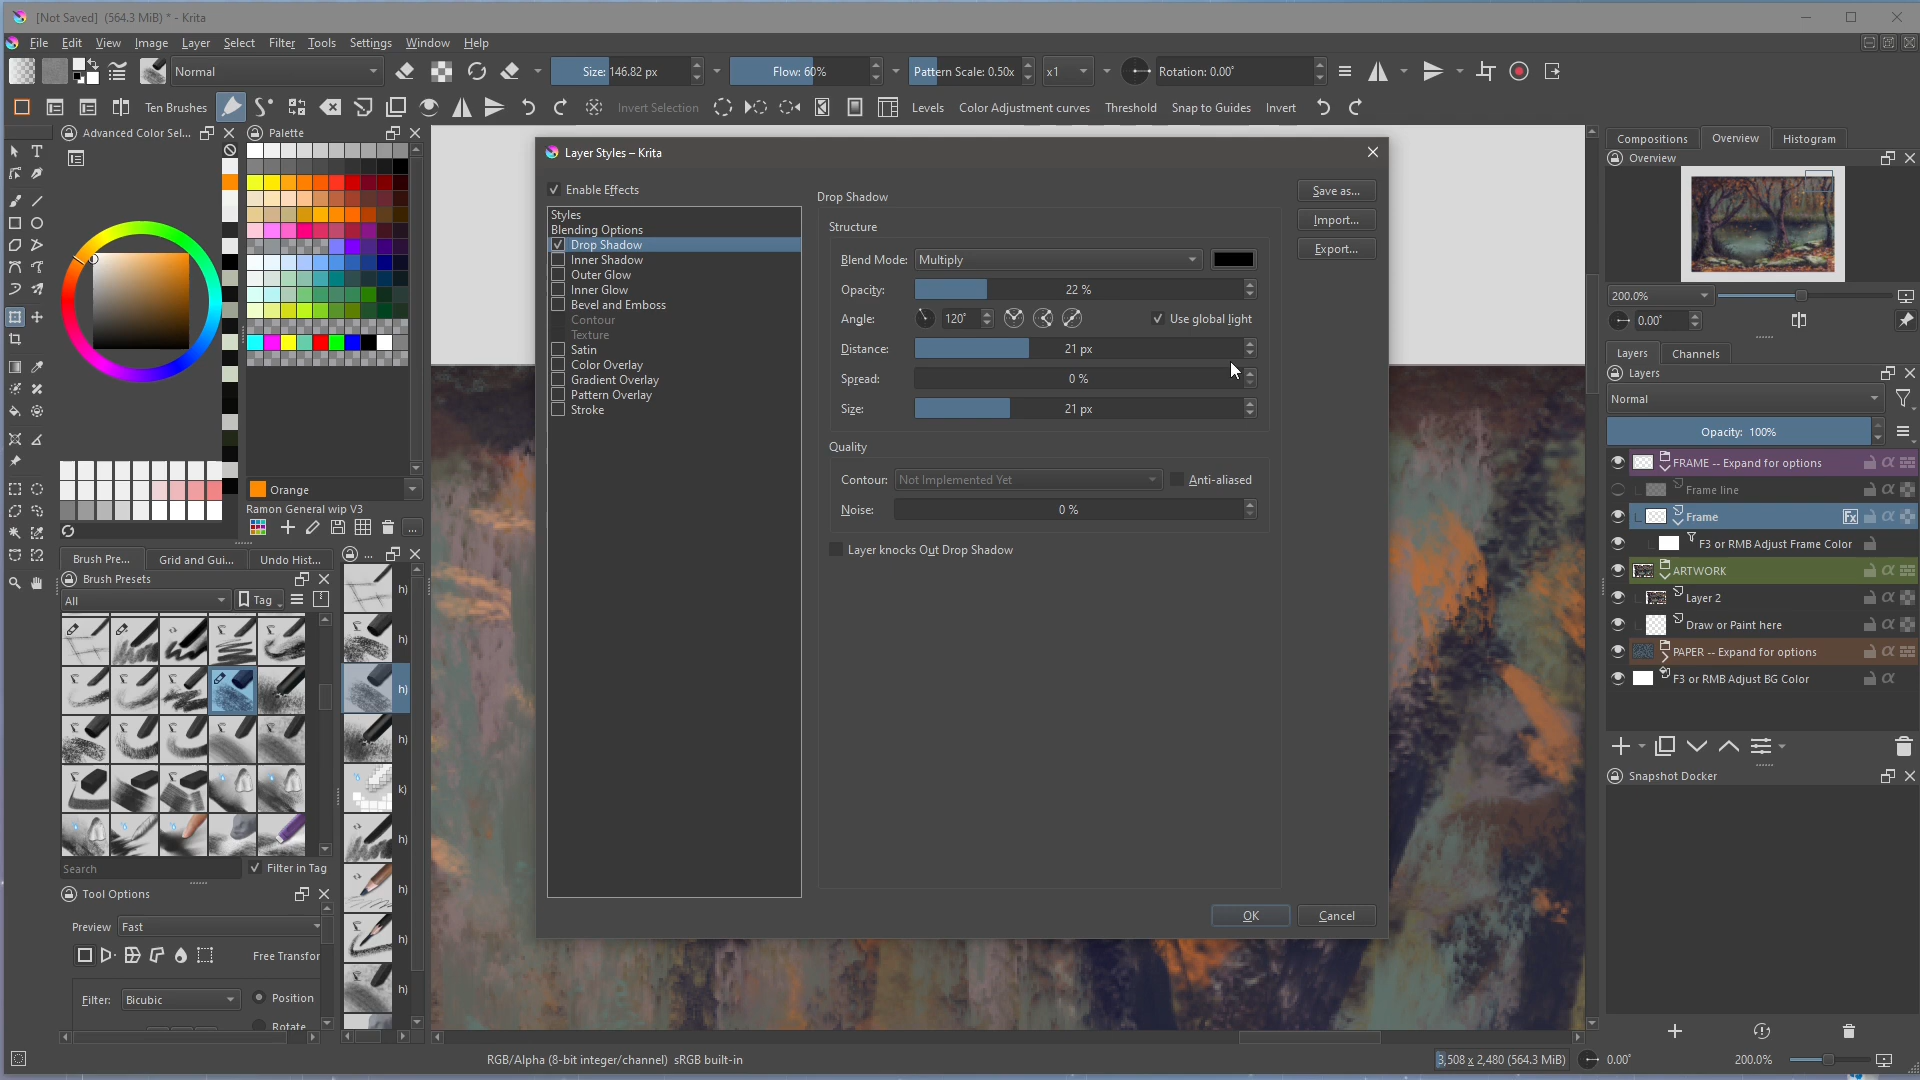 [Not Saved] (564.3 MiB) * - Krita
File Edit View Image Layer Select Filter Tools Settings Window Help
Normal Size: 146.82 px Flow: 60% Pattern Scale: 0.50x x1 Rotation: 0.00°
Ten Brushes Invert Selection Levels Color Adjustment curves Threshold Snap to Guides Invert
Advanced Color Sel...
Palette
Orange
Ramon General wip V3
...
Brush Pre... Grid and Gui... Undo Hist...
Brush Presets
All Tag
Search Filter in Tag
Tool Options
Preview Fast
Free Transfor
Filter: Bicubic Position
Rotate
...
h)
h)
h)
h)
k)
h)
h)
h)
h)
Layer Styles – Krita
Enable Effects
Styles
Blending Options
Drop Shadow
Inner Shadow
Outer Glow
Inner Glow
Bevel and Emboss
Contour
Texture
Satin
Color Overlay
Gradient Overlay
Pattern Overlay
Stroke
Drop Shadow
Structure
Blend Mode: Multiply
Opacity: 22 %
Angle: 120° Use global light
Distance: 21 px
Spread: 0 %
Size: 21 px
Quality
Contour: Not Implemented Yet Anti-aliased
Noise: 0 %
Layer knocks Out Drop Shadow
Save as...
Import...
Export...
OK Cancel
Compositions Overview Histogram
Overview
200.0%
0.00°
Layers Channels
Layers
Normal
Opacity: 100%
FRAME -- Expand for options
Frame line
Frame Fx
F3 or RMB Adjust Frame Color
ARTWORK
Layer 2
Draw or Paint here
PAPER -- Expand for options
F3 or RMB Adjust BG Color
Snapshot Docker
RGB/Alpha (8-bit integer/channel) sRGB built-in
3,508 x 2,480 (564.3 MiB) 0.00° 200.0%